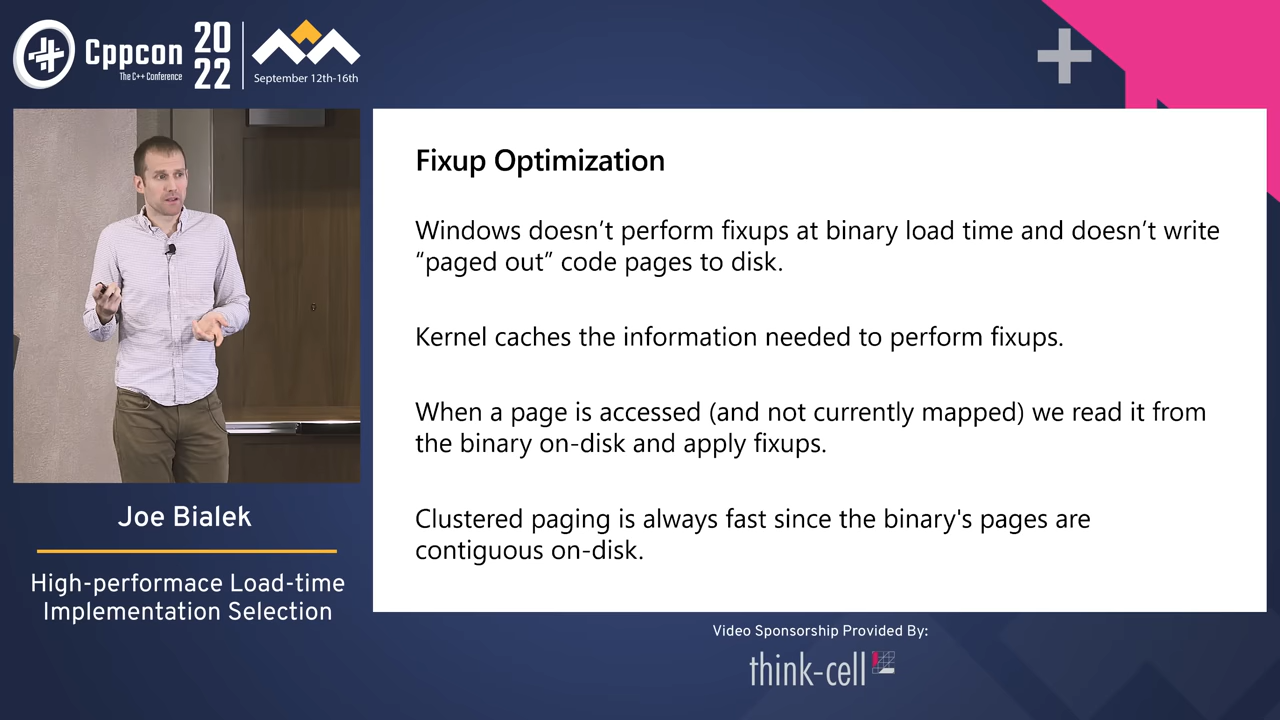 Cppcon
The C++ Conference
20
22
September 12th-16th
Fixup Optimization
Windows doesn’t perform fixups at binary load time and doesn’t write
“paged out” code pages to disk.
Kernel caches the information needed to perform fixups.
When a page is accessed (and not currently mapped) we read it from
the binary on-disk and apply fixups.
Clustered paging is always fast since the binary's pages are
contiguous on-disk.
Joe Bialek
High-performace Load-time
Implementation Selection
Video Sponsorship Provided By:
think-cell